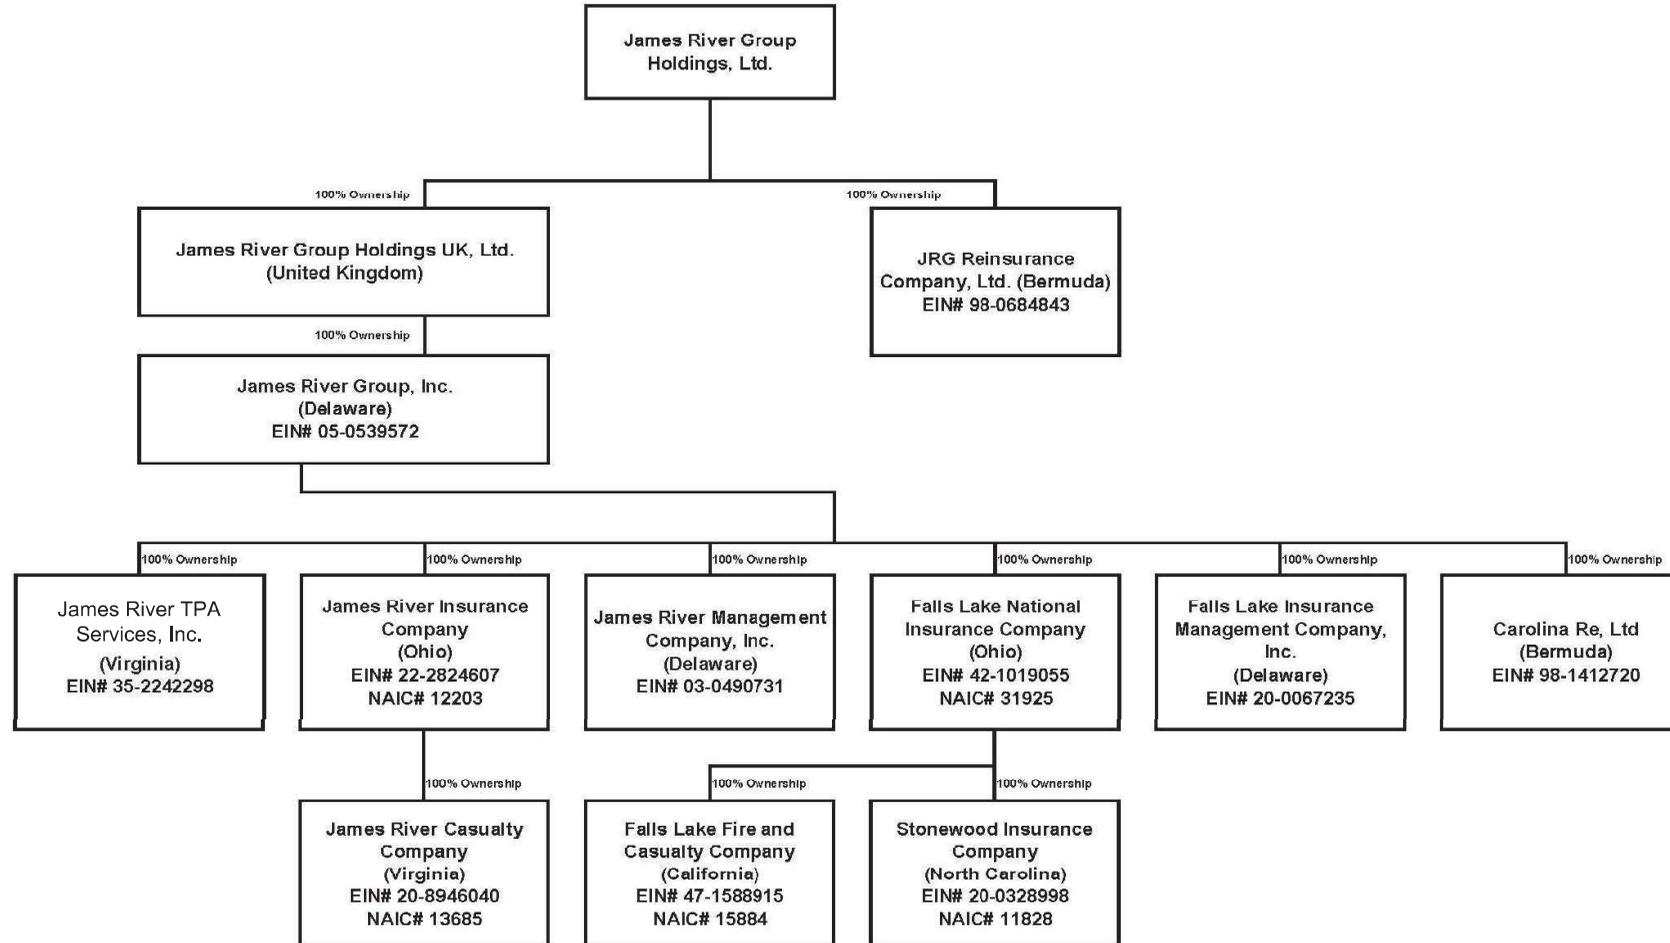 James River Group
Holdings, Ltd.
100% Ownership
100% Ownership
James River Group Holdings UK, Ltd.
(United Kingdom)
JRG Reinsurance
Company, Ltd. (Bermuda)
EIN# 98-0684843
100% Ownership
James River Group, Inc.
(Delaware)
EIN# 05-0539572
100% Ownership
100% Ownership
100% Ownership
100% Ownership
100% Ownership
100% Ownership
James River TPA
Services, Inc.
(Virginia)
EIN# 35-2242298
James River Insurance
Company
(Ohio)
EIN# 22-2824607
NAIC# 12203
James River Management
Company, Inc.
(Delaware)
EIN# 03-0490731
Falls Lake National
Insurance Company
(Ohio)
EIN# 42-1019055
NAIC# 31925
Falls Lake Insurance
Management Company,
Inc.
(Delaware)
EIN# 20-0067235
Carolina Re, Ltd
(Bermuda)
EIN# 98-1412720
100% Ownership
100% Ownership
100% Ownership
James River Casualty
Company
(Virginia)
EIN# 20-8946040
NAIC# 13685
Falls Lake Fire and
Casualty Company
(California)
EIN# 47-1588915
NAIC# 15884
Stonewood Insurance
Company
(North Carolina)
EIN# 20-0328998
NAIC# 11828